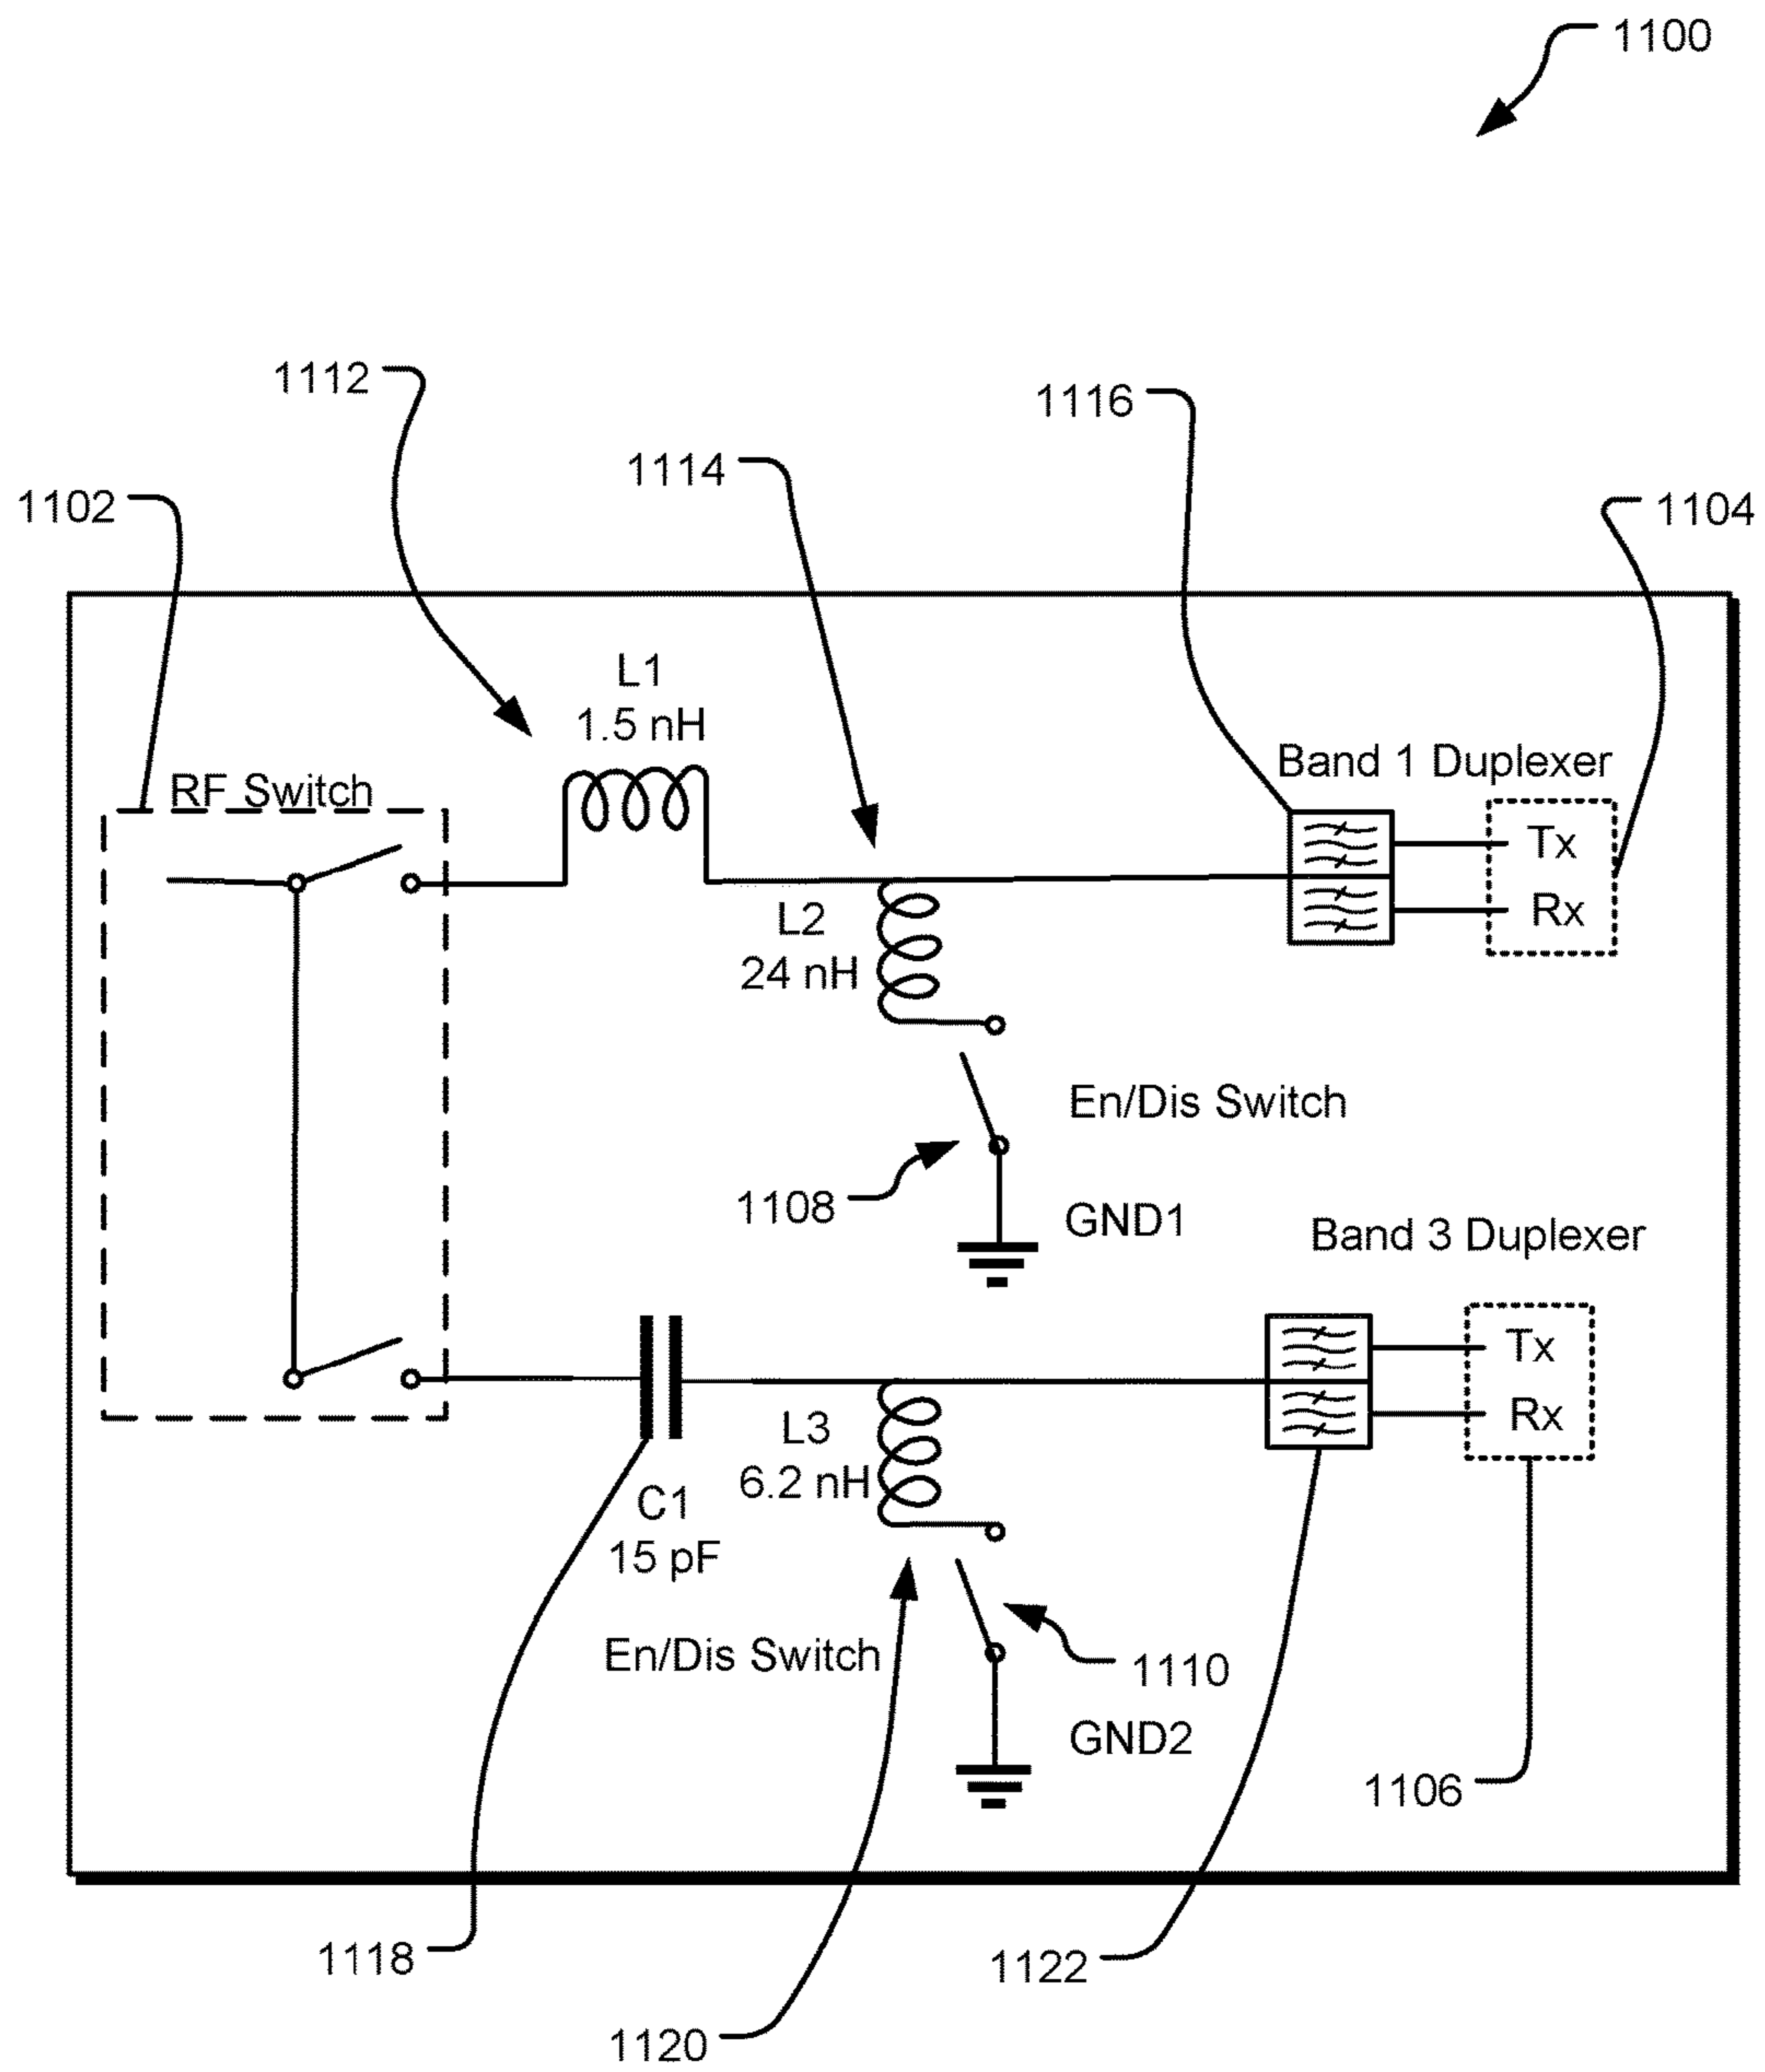 1100
1112
1116
1114
1102
1104
L1
1.5 nH
Band 1 Duplexer
RF Switch
Tx
Rx
L2
24 nH
En/Dis Switch
1108
GND1
Band 3 Duplexer
Tx
Rx
L3
6.2 nH
C1
15 pF
En/Dis Switch
1110
GND2
1106
1118
1122
1120